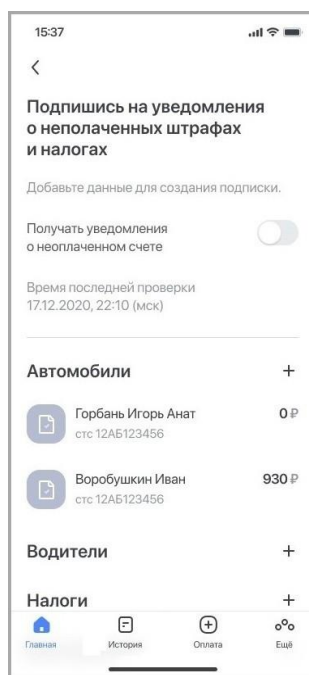 15:37
Подпишись на уведомления
о неполаченных штрафах
и налогах
Добавьте данные для создания подписки.
Получать уведомления
о неоплаченном счете
Время последней проверки
17.12.2020, 22:10 (мск)
Автомобили +
Горбань Игорь Анат 0 ₽
стс 12АБ123456
Воробушкин Иван 930 ₽
стс 12АБ123456
Водители +
Налоги +
Главная История Оплата Ещё